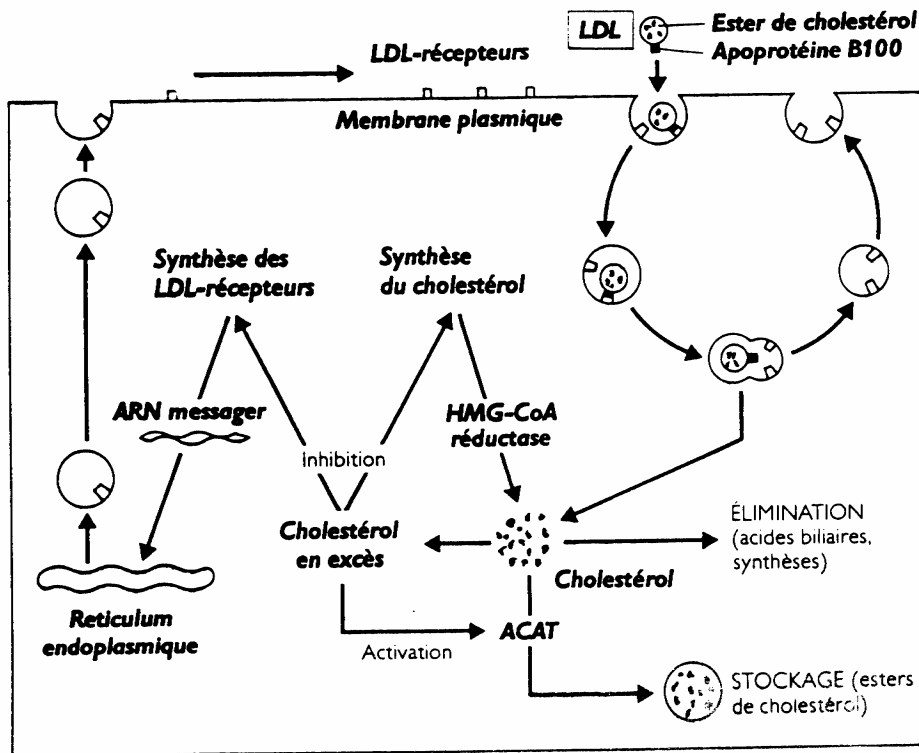 LDL
Ester de cholestérol
Apoprotéine B100
LDL-récepteurs
Membrane plasmique
Synthèse des
LDL-récepteurs
Synthèse
du cholestérol
ARN messager
HMG-CoA
réductase
Inhibition
Cholestérol
en excès
Cholestérol
ÉLIMINATION
(acides biliaires,
synthèses)
Reticulum
endoplasmique
Activation
ACAT
STOCKAGE (esters
de cholestérol)